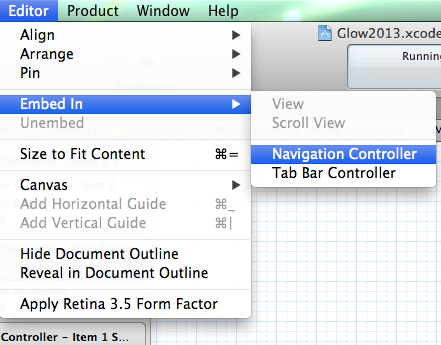 Editor Product Window Help
Glow2013.xcode
Align
Arrange
Runnin
Pin
Embed In
View
Unembed
Scroll View
Size to Fit Content ⌘=
Navigation Controller
Canvas
Tab Bar Controller
Add Horizontal Guide ⌘_
Add Vertical Guide ⌘|
Hide Document Outline
Reveal in Document Outline
Apply Retina 3.5 Form Factor
Controller – Item 1 S...